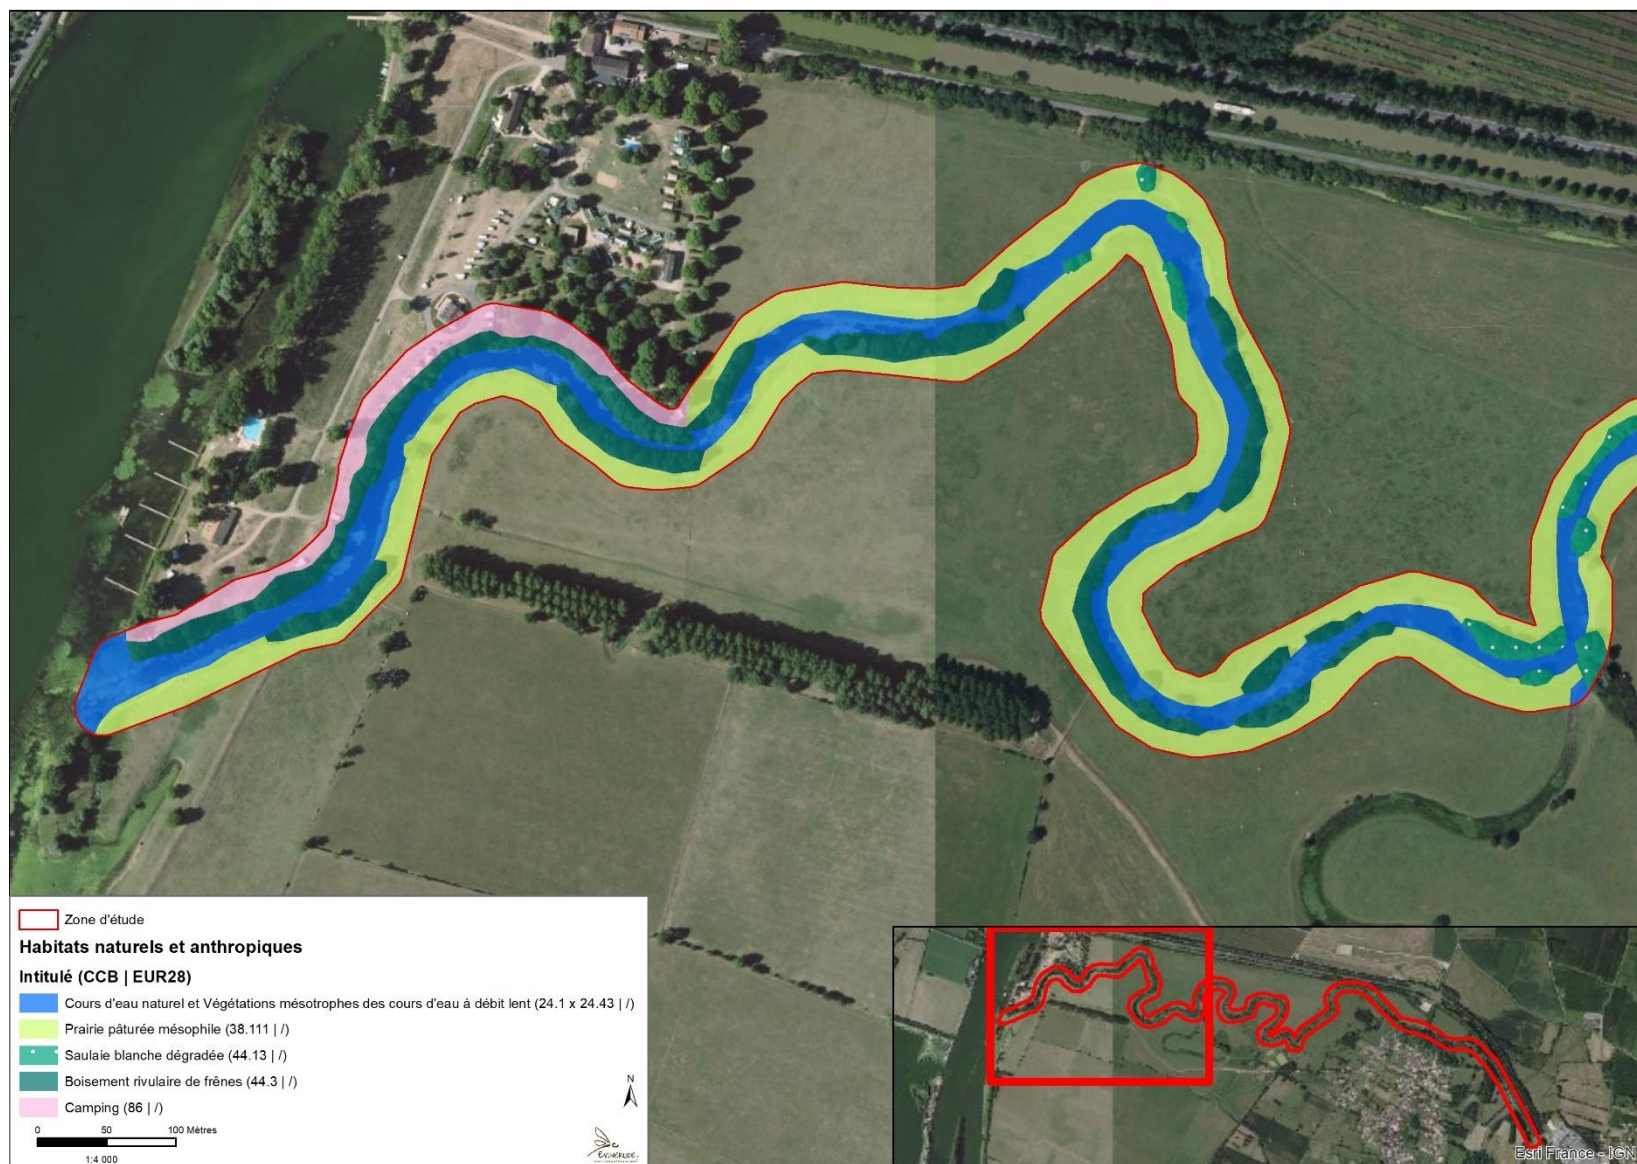 Zone d'étude
Habitats naturels et anthropiques
Intitulé (CCB | EUR28)
Cours d'eau naturel et Végétations mésotrophes des cours d'eau à débit lent (24.1 x 24.43 | /)
Prairie pâturée mésophile (38.111 | /)
Saulaie blanche dégradée (44.13 | /)
Boisement rivulaire de frênes (44.3 | /)
Camping (86 | /)
N
0 50 100 Mètres
1:4 000
Esri France - IGN